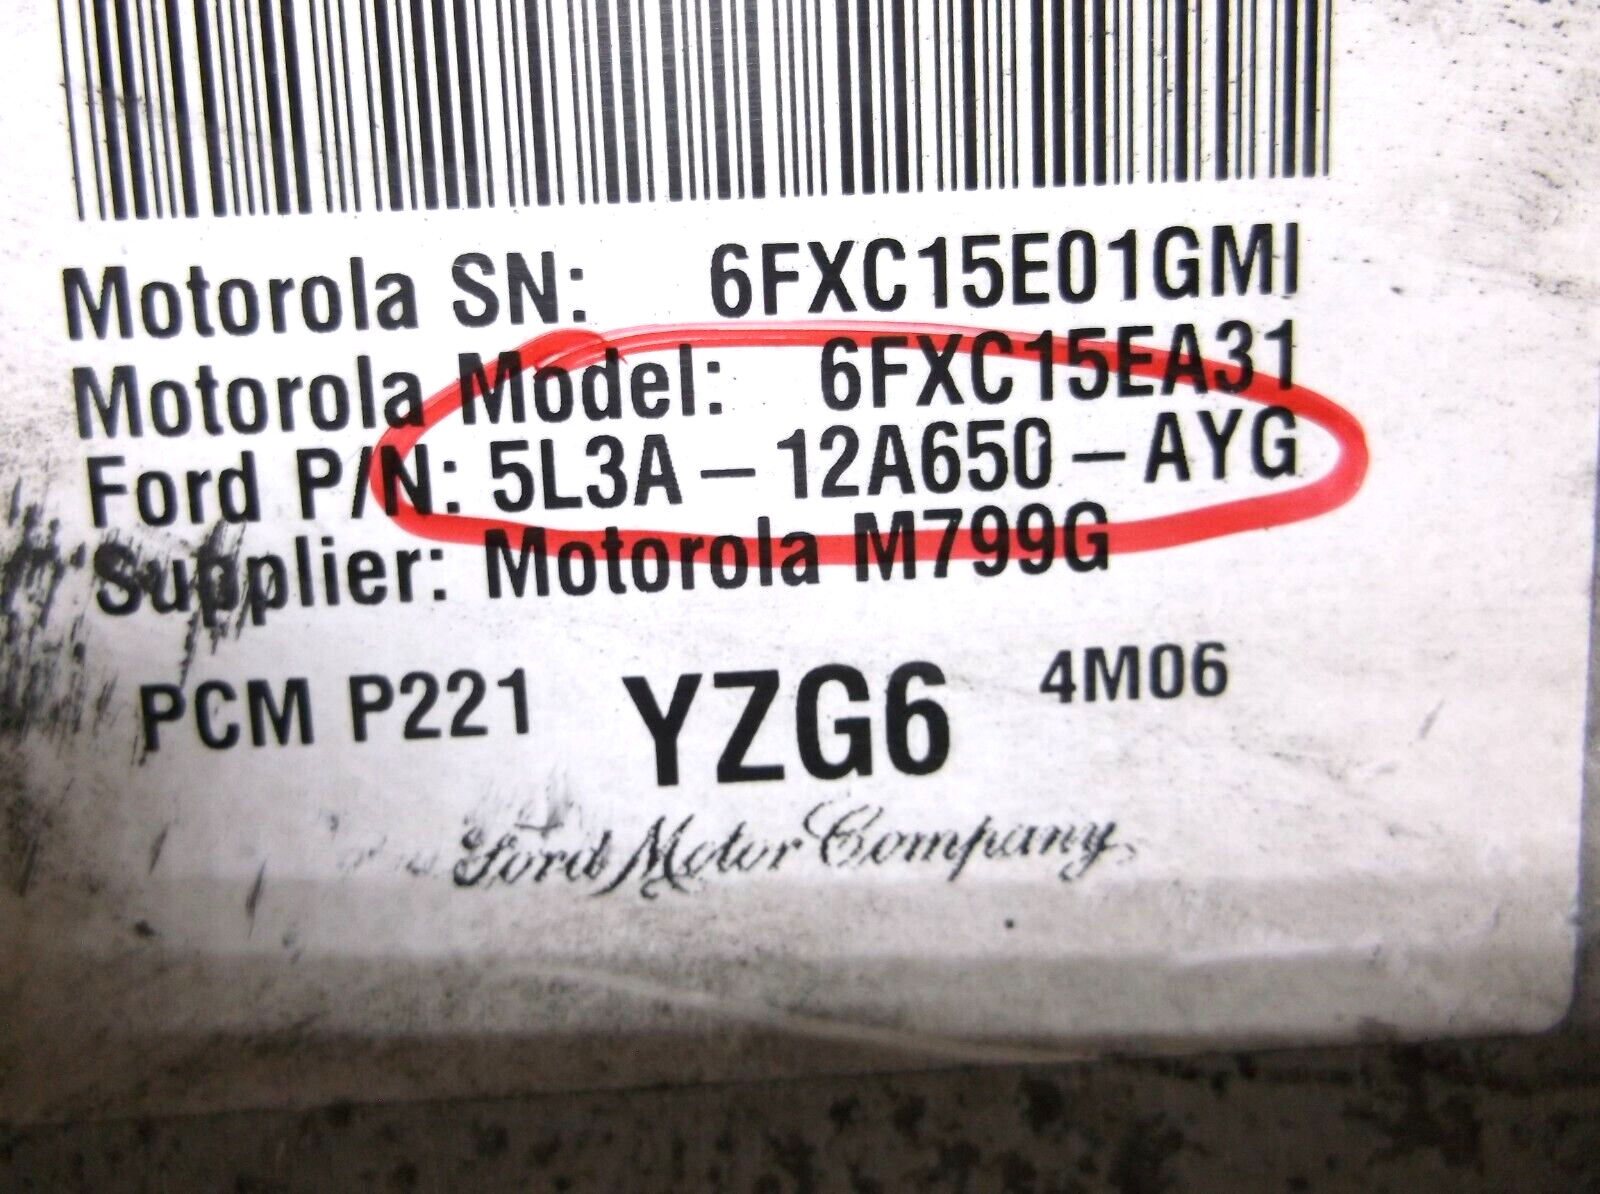 Motorola SN: 6FXC15E01GMI
Motorola Model: 6FXC15EA31
Ford P/N: 5L3A-12A650-AYG
Supplier: Motorola M799G
PCM P221 YZG6 4M06
Ford Motor Company